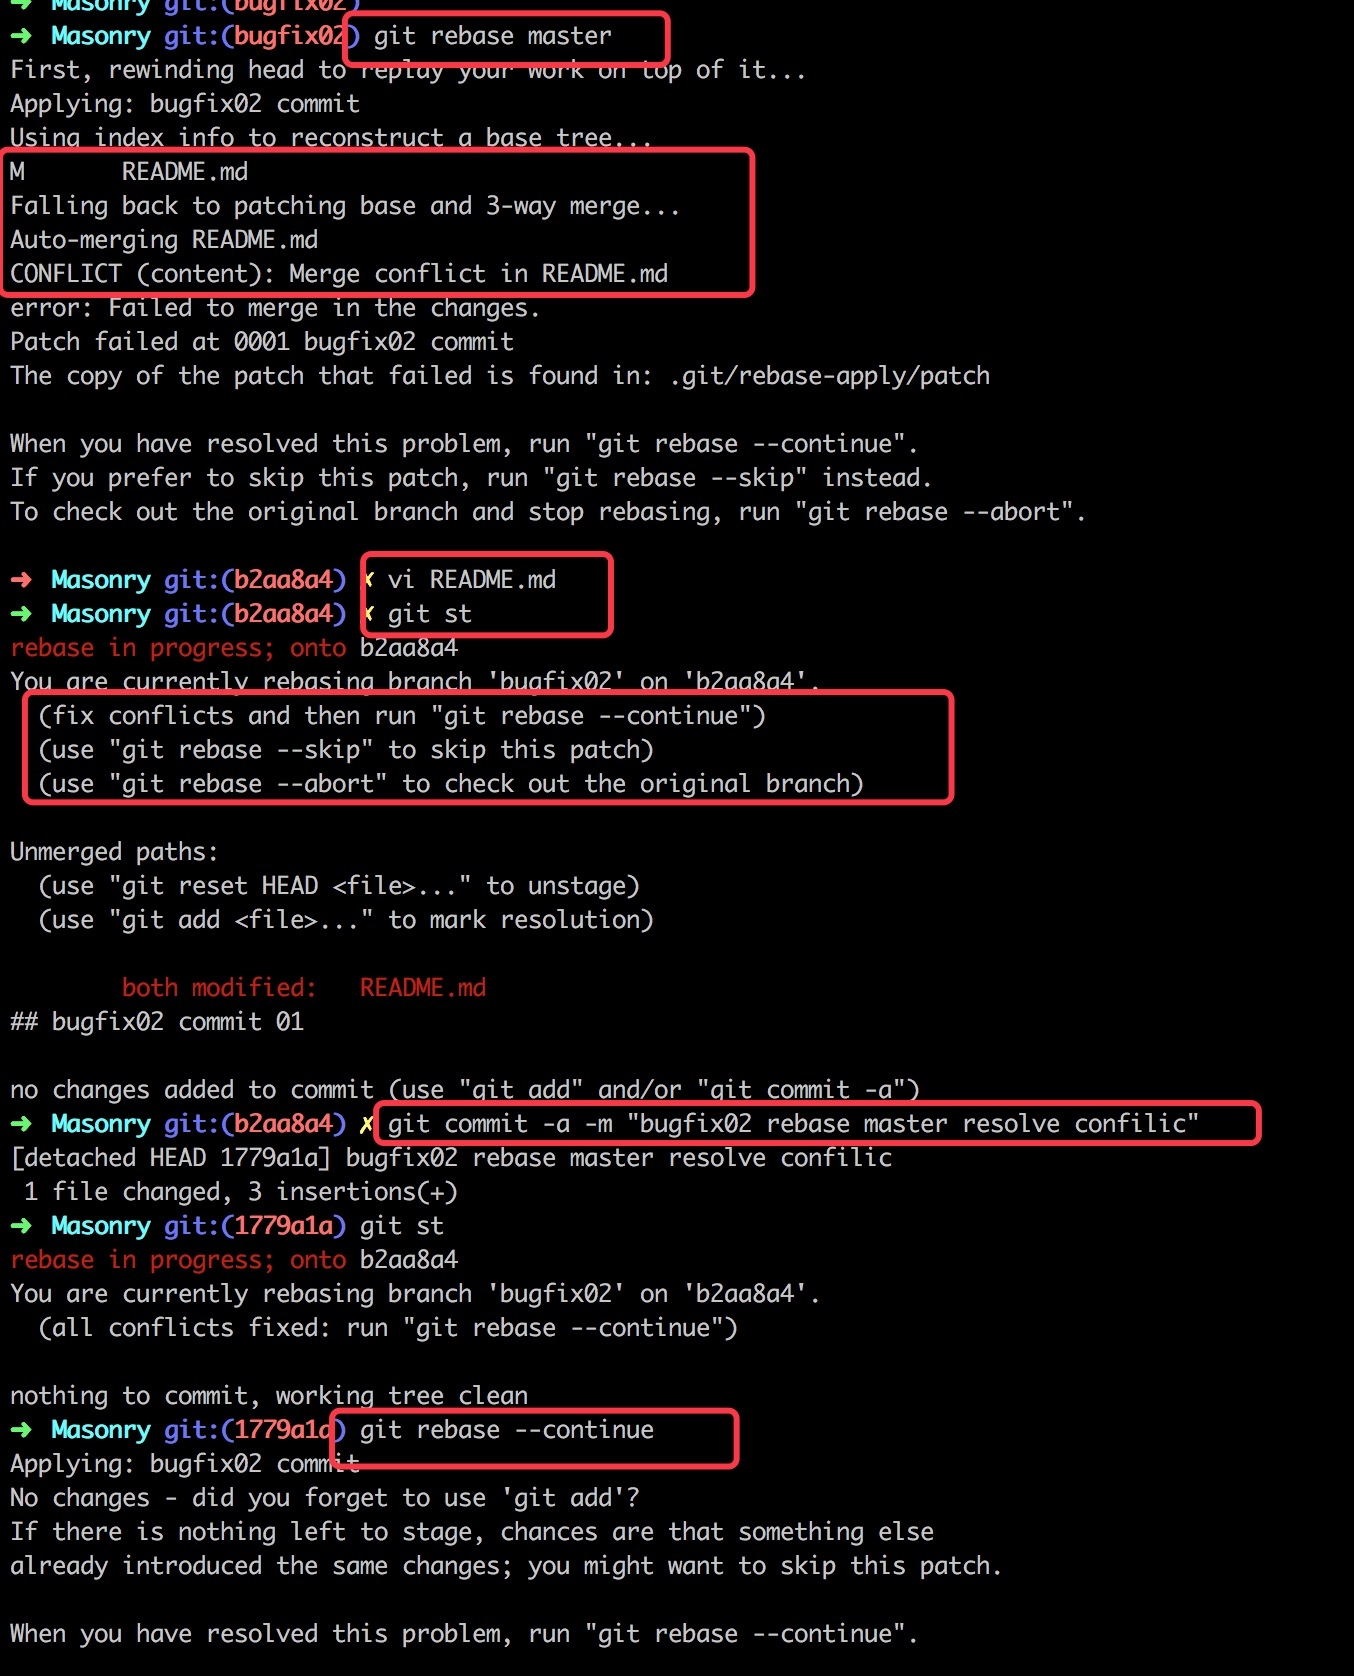 ➜ Masonry git:(bugfix02)
➜ Masonry git:(bugfix02) git rebase master
First, rewinding head to replay your work on top of it...
Applying: bugfix02 commit
Using index info to reconstruct a base tree...
M       README.md
Falling back to patching base and 3-way merge...
Auto-merging README.md
CONFLICT (content): Merge conflict in README.md
error: Failed to merge in the changes.
Patch failed at 0001 bugfix02 commit
The copy of the patch that failed is found in: .git/rebase-apply/patch
When you have resolved this problem, run "git rebase --continue".
If you prefer to skip this patch, run "git rebase --skip" instead.
To check out the original branch and stop rebasing, run "git rebase --abort".
➜ Masonry git:(b2aa8a4) ✗ vi README.md
➜ Masonry git:(b2aa8a4) ✗ git st
rebase in progress; onto b2aa8a4
You are currently rebasing branch 'bugfix02' on 'b2aa8a4'.
(fix conflicts and then run "git rebase --continue")
(use "git rebase --skip" to skip this patch)
(use "git rebase --abort" to check out the original branch)
Unmerged paths:
(use "git reset HEAD <file>..." to unstage)
(use "git add <file>..." to mark resolution)
both modified:   README.md
## bugfix02 commit 01
no changes added to commit (use "git add" and/or "git commit -a")
➜ Masonry git:(b2aa8a4) ✗ git commit -a -m "bugfix02 rebase master resolve confilic"
[detached HEAD 1779a1a] bugfix02 rebase master resolve confilic
1 file changed, 3 insertions(+)
➜ Masonry git:(1779a1a) git st
rebase in progress; onto b2aa8a4
You are currently rebasing branch 'bugfix02' on 'b2aa8a4'.
(all conflicts fixed: run "git rebase --continue")
nothing to commit, working tree clean
➜ Masonry git:(1779a1a) git rebase --continue
Applying: bugfix02 commit
No changes - did you forget to use 'git add'?
If there is nothing left to stage, chances are that something else
already introduced the same changes; you might want to skip this patch.
When you have resolved this problem, run "git rebase --continue".